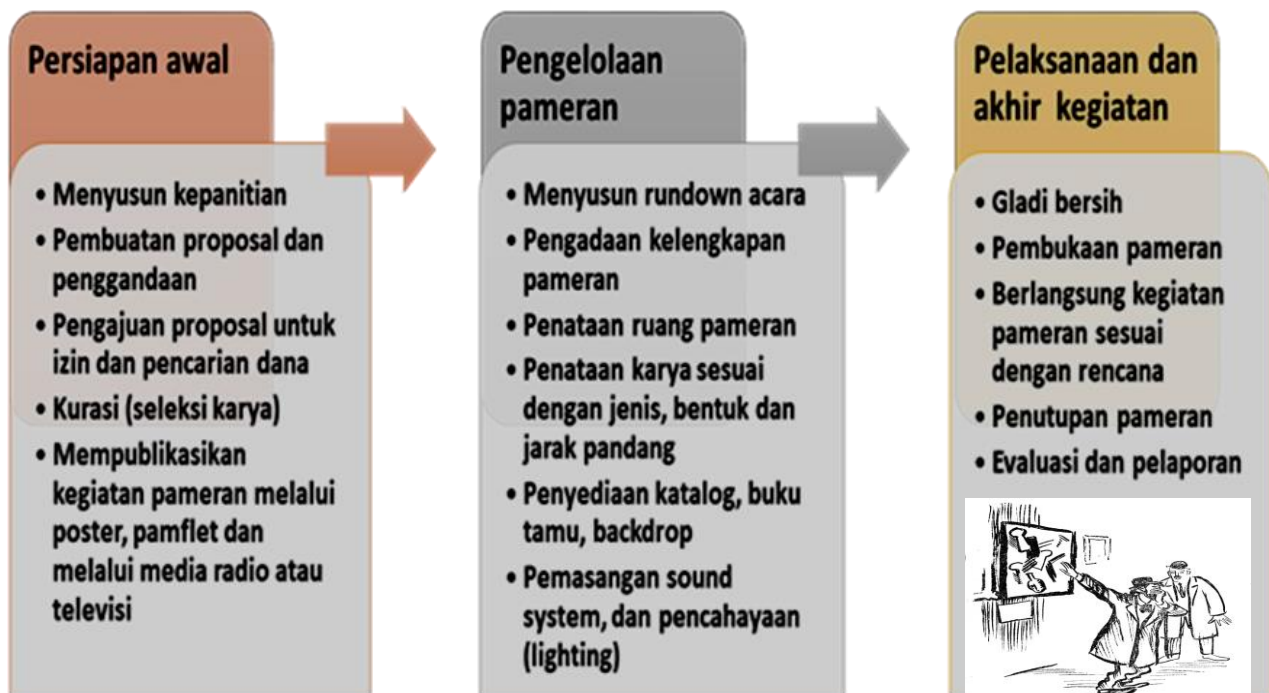 Persiapan awal
• Menyusun kepanitian
• Pembuatan proposal dan
penggandaan
• Pengajuan proposal untuk
izin dan pencarian dana
• Kurasi (seleksi karya)
• Mempublikasikan
kegiatan pameran melalui
poster, pamflet dan
melalui media radio atau
televisi
Pengelolaan
pameran
• Menyusun rundown acara
• Pengadaan kelengkapan
pameran
• Penataan ruang pameran
• Penataan karya sesuai
dengan jenis, bentuk dan
jarak pandang
• Penyediaan katalog, buku
tamu, backdrop
• Pemasangan sound
system, dan pencahayaan
(lighting)
Pelaksanaan dan
akhir kegiatan
• Gladi bersih
• Pembukaan pameran
• Berlangsung kegiatan
pameran sesuai
dengan rencana
• Penutupan pameran
• Evaluasi dan pelaporan